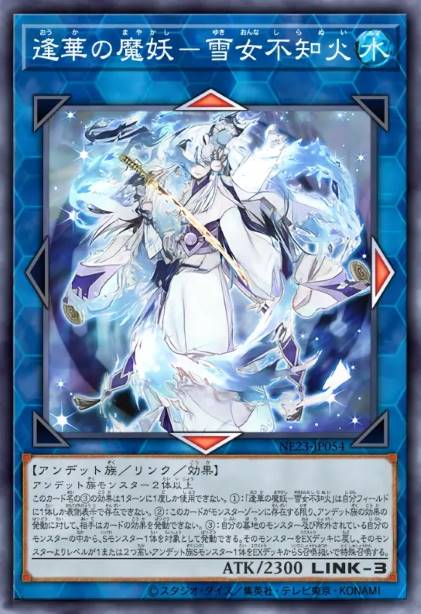 逢華の魔妖－雪女不知火
水
NE23-JP054
【アンデット族／リンク／効果】
アンデット族モンスター２体以上
このカード名の③の効果は１ターンに１度しか使用できない。①：「逢華の魔妖－雪女不知火」は自分フィールド
に１体しか表側表示で存在できない。②：このカードがモンスターゾーンに存在する限り、アンデット族の効果の
発動に対して、相手はカードの効果を発動できない。③：自分の墓地のモンスター及び除外されている自分の
モンスターの中から、Sモンスター１体を対象として発動できる。そのモンスターをEXデッキに戻し、そのモン
スターよりレベルが１または２つ高いアンデット族Sモンスター１体をEXデッキからS召喚扱いで特殊召喚する。
ATK/2300 LINK-3
©スタジオ・ダイス／集英社・テレビ東京・KONAMI